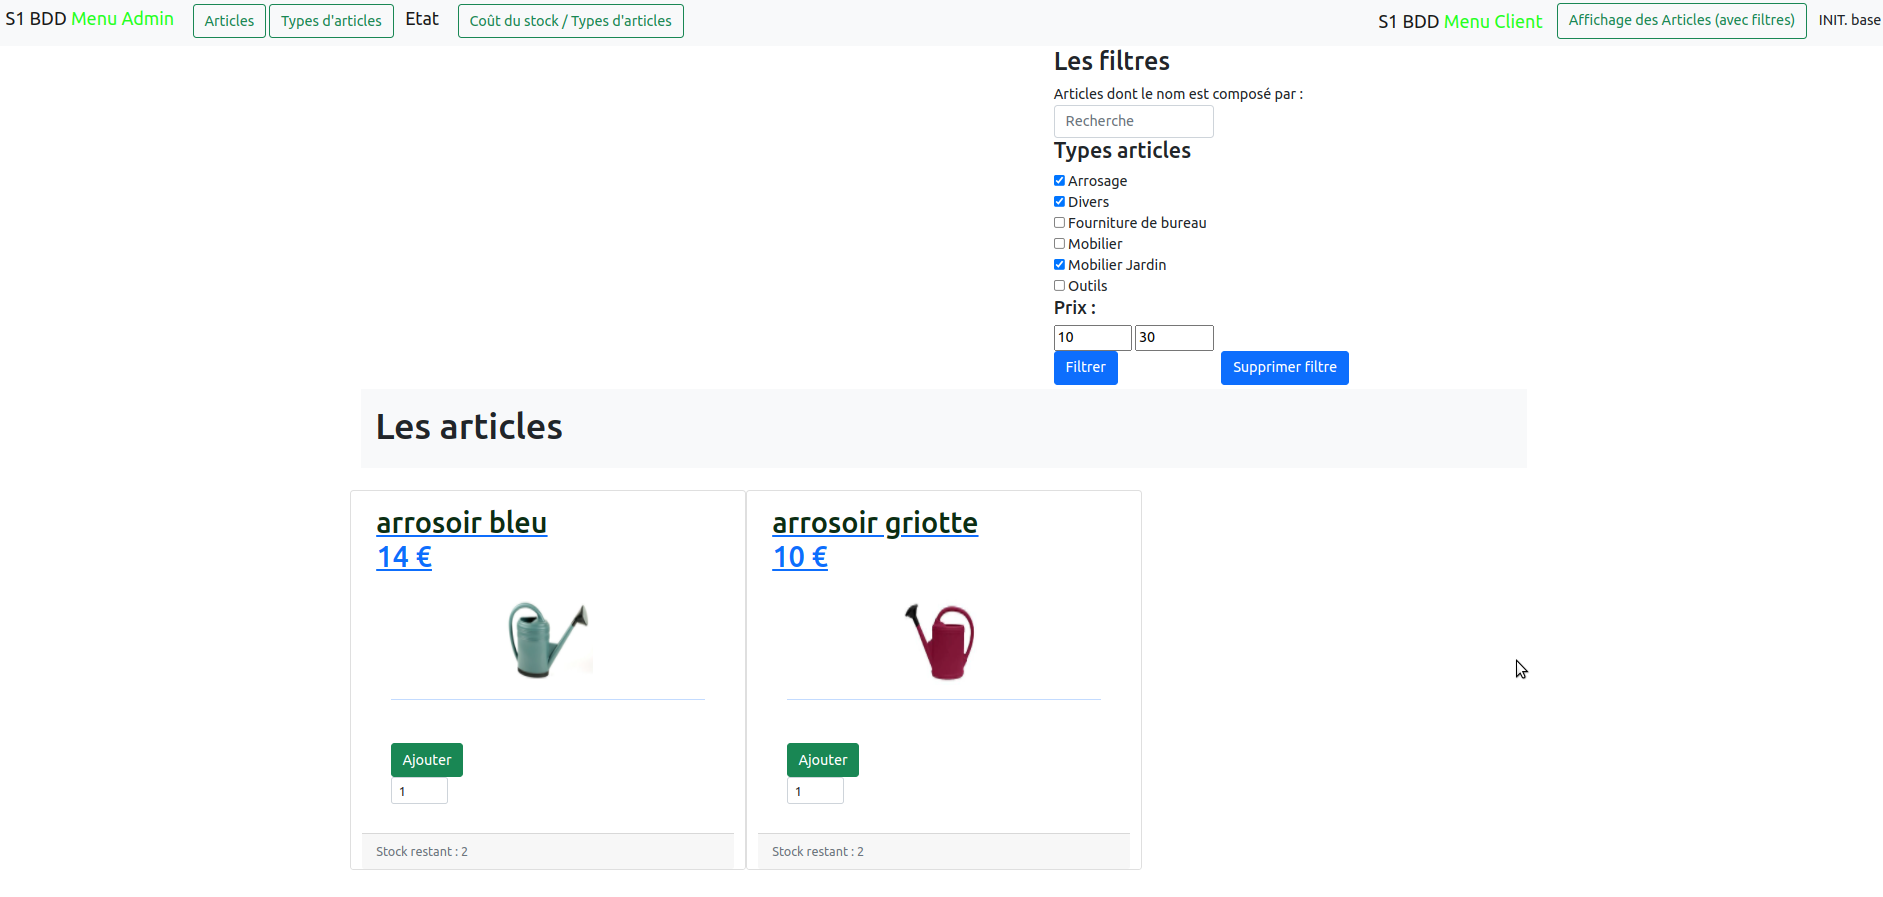 S1 BDD Menu Admin Articles Types d'articles Etat Coût du stock / Types d'articles S1 BDD Menu Client Affichage des Articles (avec filtres) INIT. base
Les filtres
Articles dont le nom est composé par :
Recherche
Types articles
Arrosage
Divers
Fourniture de bureau
Mobilier
Mobilier Jardin
Outils
Prix :
10 30
Filtrer Supprimer filtre
Les articles
arrosoir bleu
14 €
Ajouter
1
Stock restant : 2
arrosoir griotte
10 €
Ajouter
1
Stock restant : 2